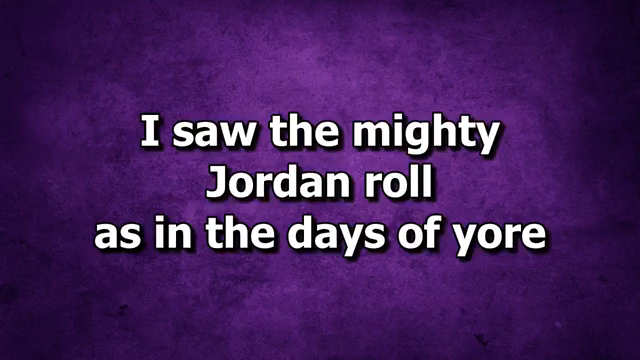 I saw the mighty
Jordan roll
as in the days of yore